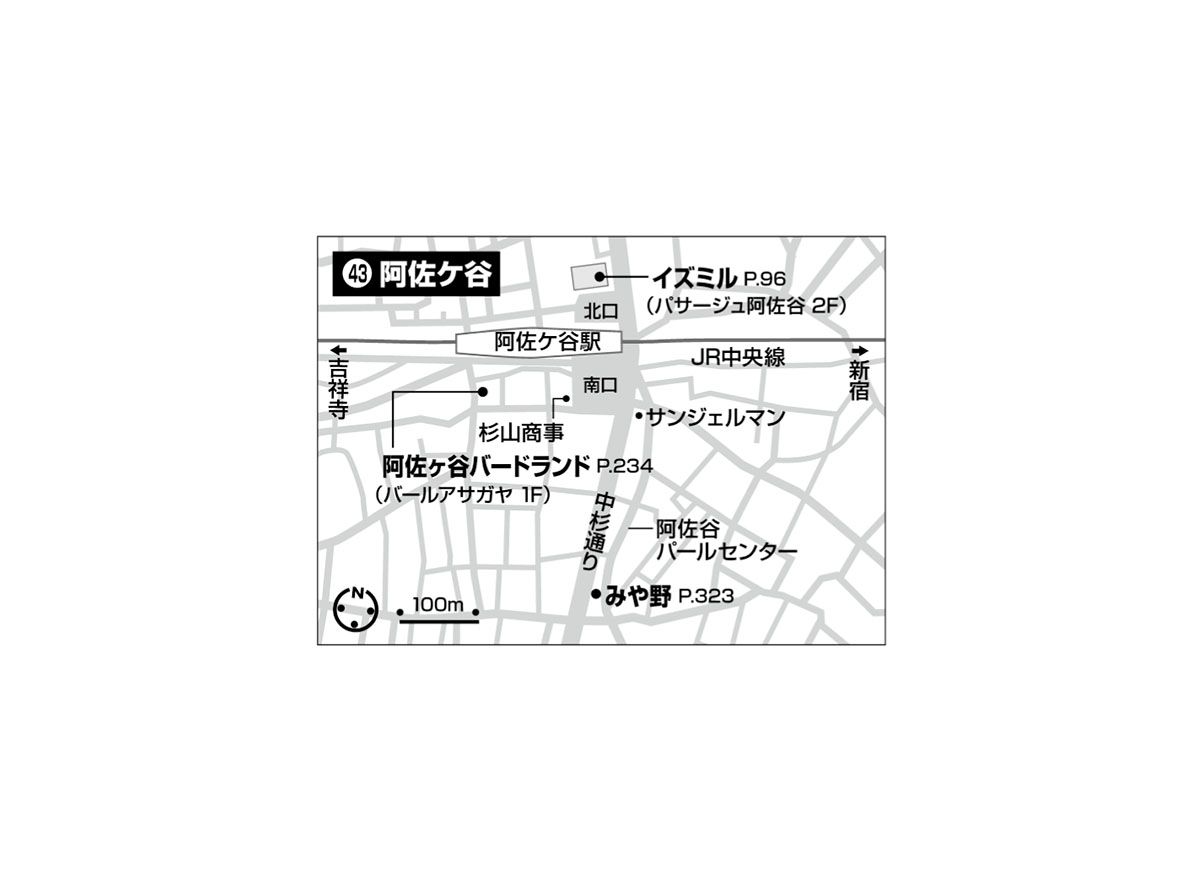 43 阿佐ケ谷
イズミル P.96
（パサージュ阿佐谷 2F）
北口
阿佐ケ谷駅
JR中央線
吉祥寺
新宿
南口
サンジェルマン
杉山商事
阿佐ヶ谷バードランド P.234
（バールアサガヤ 1F）
中杉通り
阿佐谷
パールセンター
みや野 P.323
N
100m